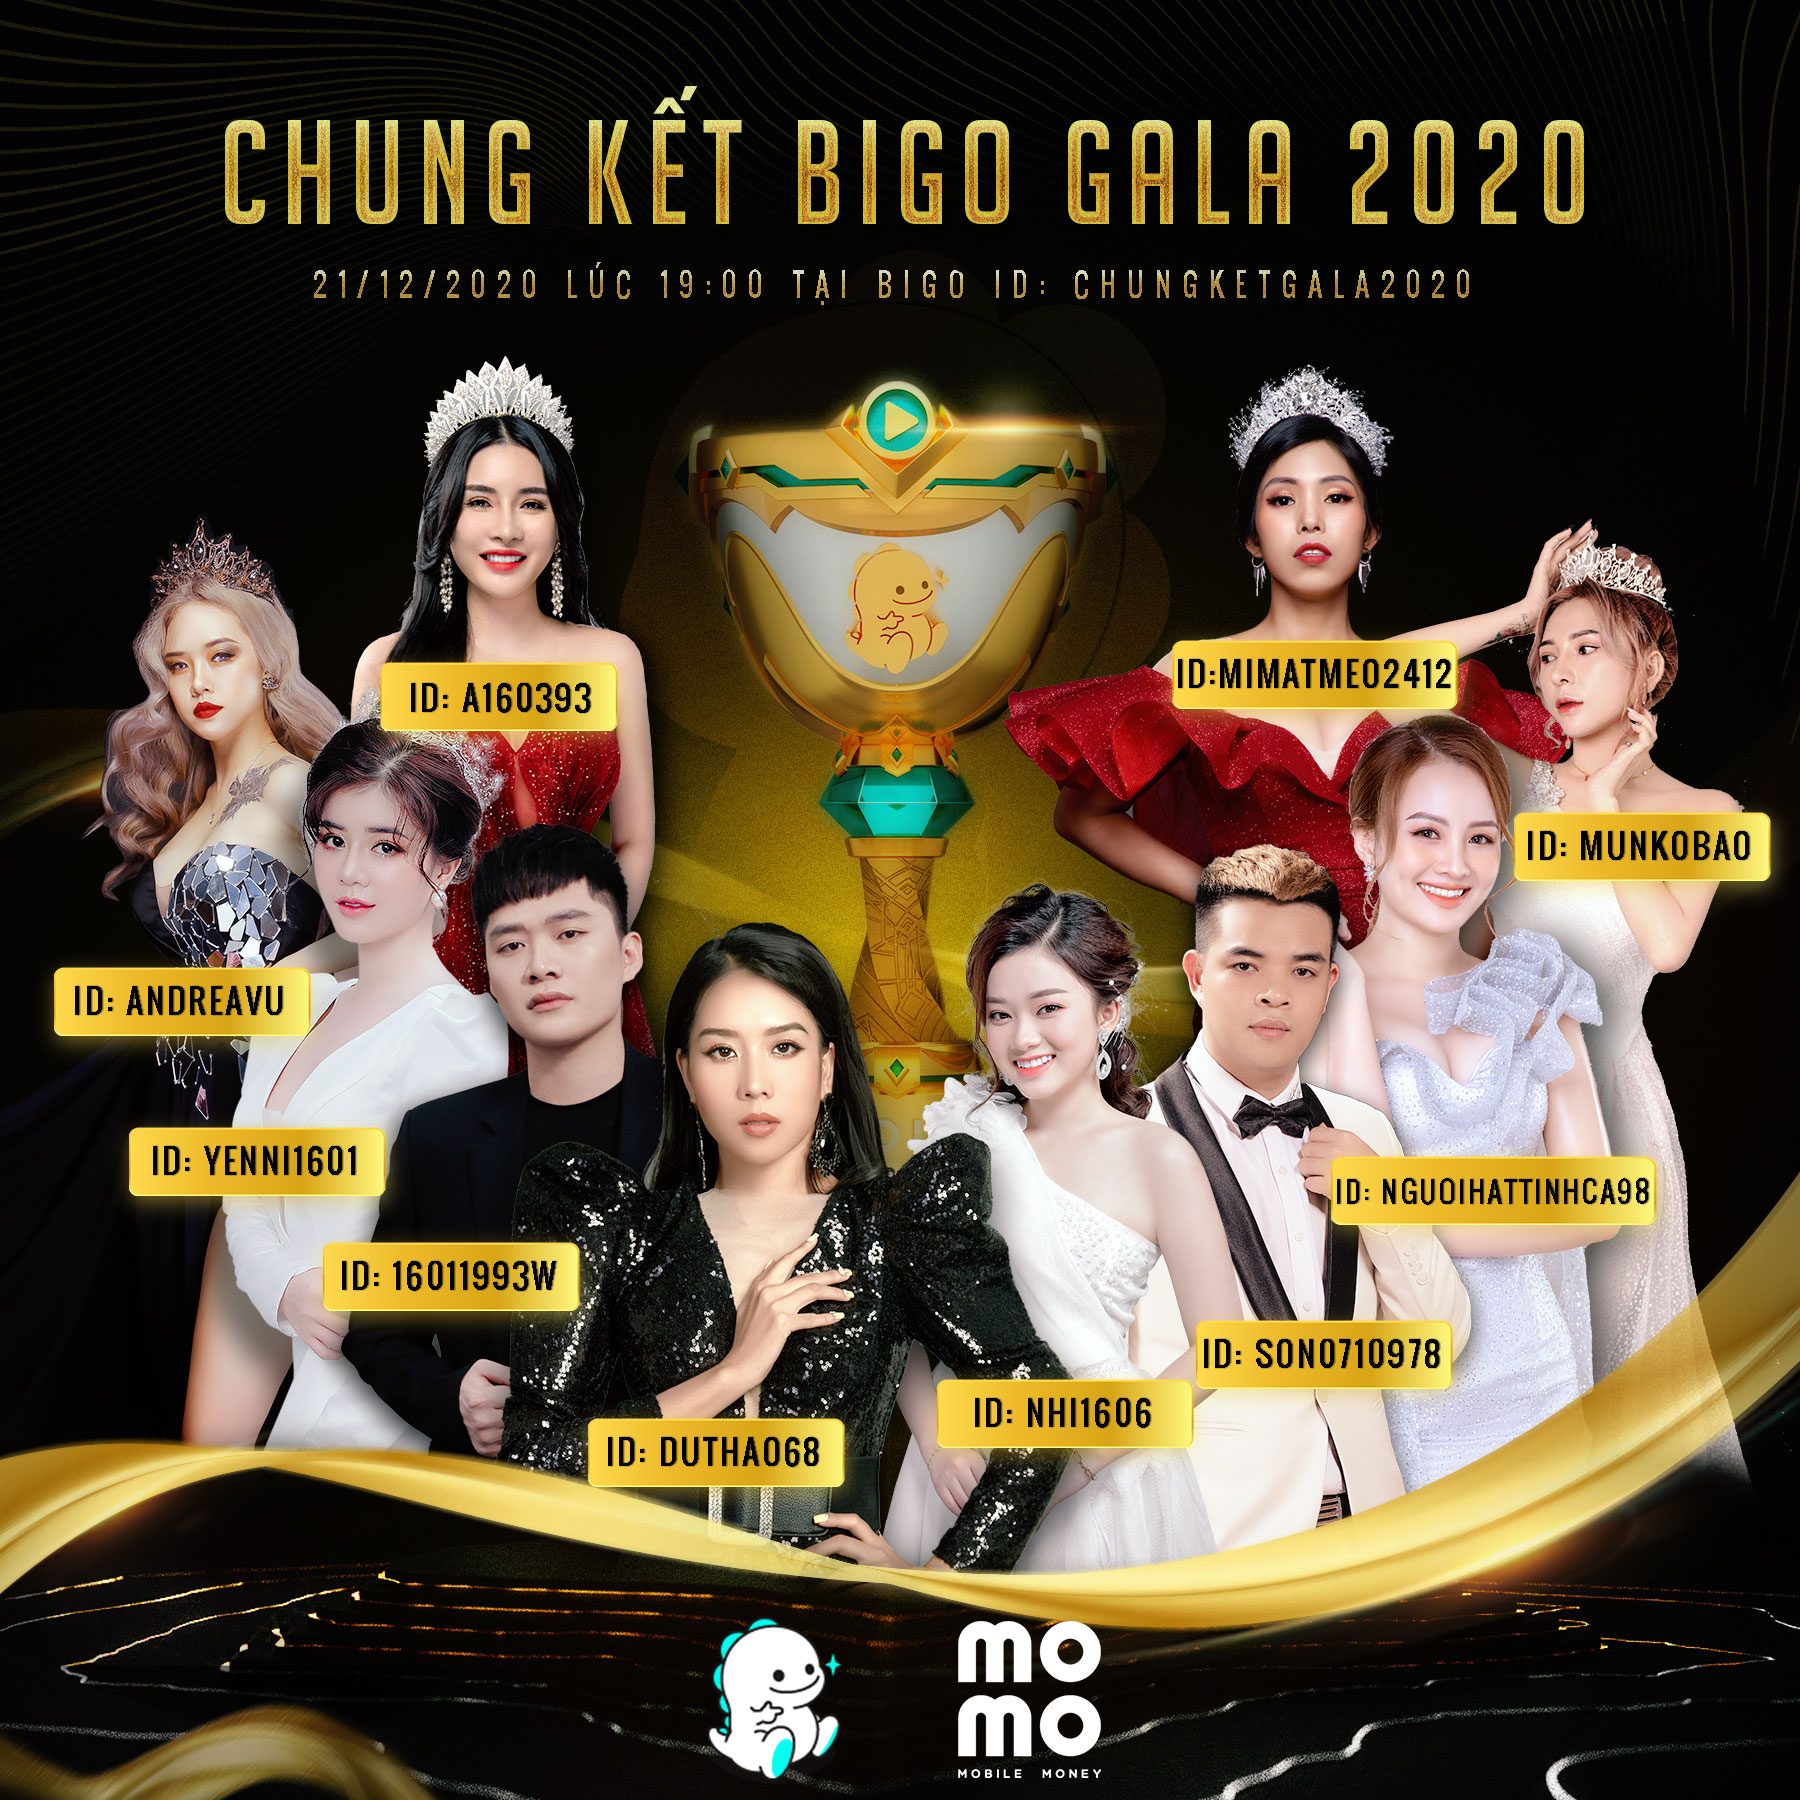 CHUNG KẾT BIGO GALA 2020
21/12/2020 LÚC 19:00 TẠI BIGO ID: CHUNGKETGALA2020
ID: A160393
ID:MIMATMEO2412
ID: MUNKOBAO
ID: ANDREAVU
ID: YENNI1601
ID: NGUOIHATTINHCA98
ID: 16011993W
ID: SON0710978
ID: NHI1606
ID: DUTHAO68
mo
mo
MOBILE MONEY